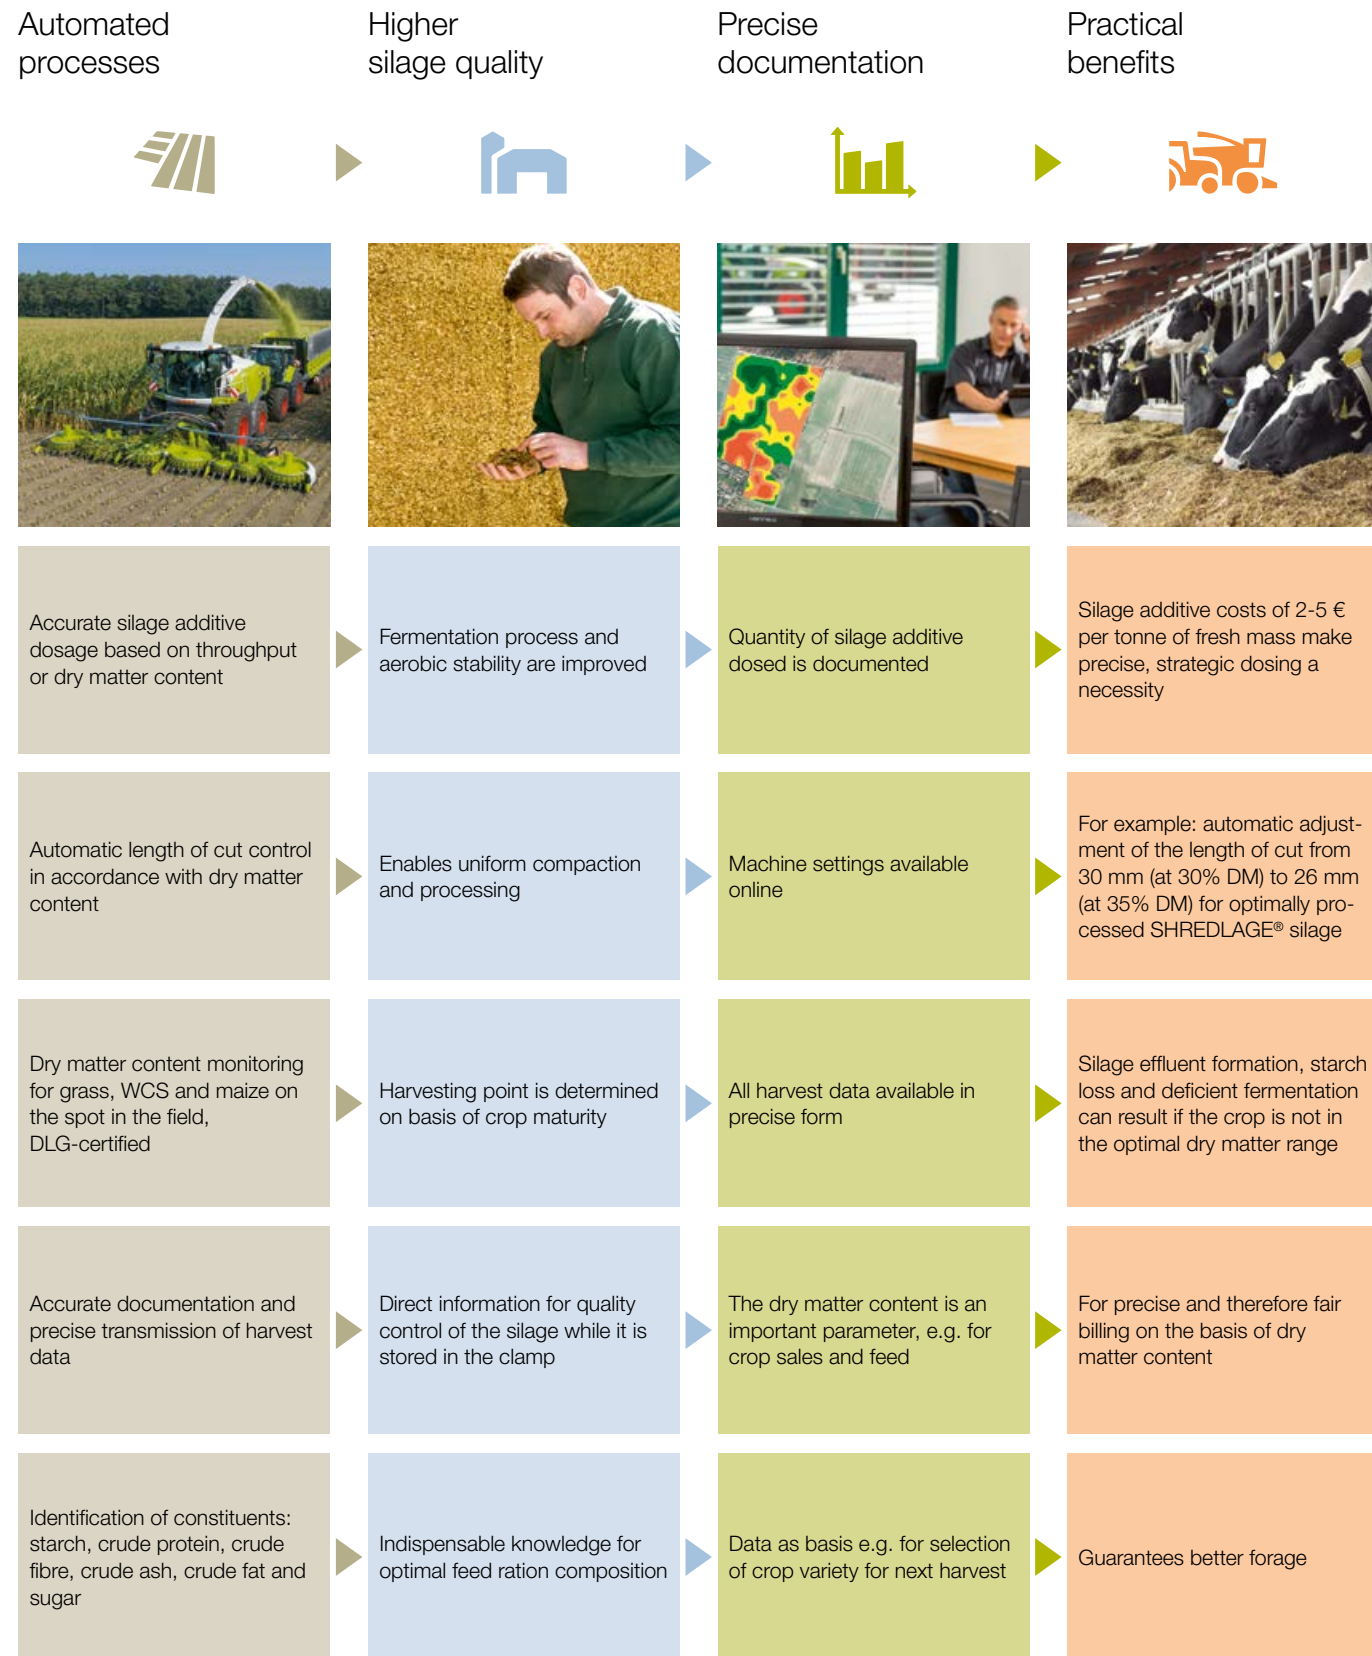 Automated
processes
Higher
silage quality
Precise
documentation
Practical
benefits
Accurate silage additive
dosage based on throughput
or dry matter content
Fermentation process and
aerobic stability are improved
Quantity of silage additive
dosed is documented
Silage additive costs of 2-5 €
per tonne of fresh mass make
precise, strategic dosing a
necessity
Automatic length of cut control
in accordance with dry matter
content
Enables uniform compaction
and processing
Machine settings available
online
For example: automatic adjust-
ment of the length of cut from
30 mm (at 30% DM) to 26 mm
(at 35% DM) for optimally pro-
cessed SHREDLAGE® silage
Dry matter content monitoring
for grass, WCS and maize on
the spot in the field,
DLG-certified
Harvesting point is determined
on basis of crop maturity
All harvest data available in
precise form
Silage effluent formation, starch
loss and deficient fermentation
can result if the crop is not in
the optimal dry matter range
Accurate documentation and
precise transmission of harvest
data
Direct information for quality
control of the silage while it is
stored in the clamp
The dry matter content is an
important parameter, e.g. for
crop sales and feed
For precise and therefore fair
billing on the basis of dry
matter content
Identification of constituents:
starch, crude protein, crude
fibre, crude ash, crude fat and
sugar
Indispensable knowledge for
optimal feed ration composition
Data as basis e.g. for selection
of crop variety for next harvest
Guarantees better forage